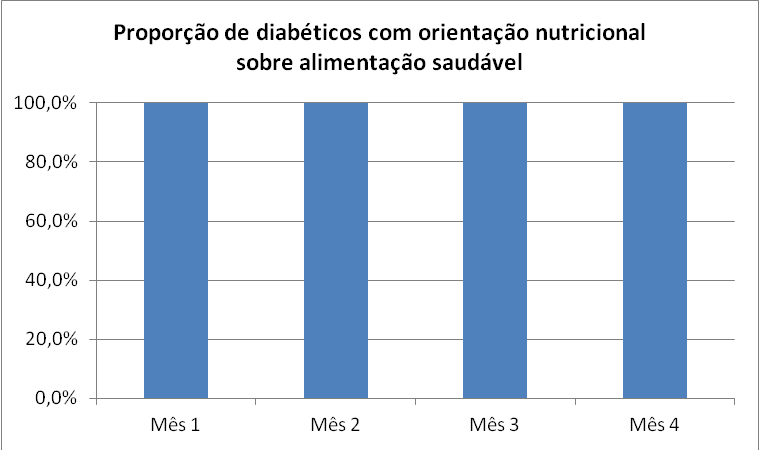 Proporção de diabéticos com orientação nutricional
sobre alimentação saudável
100,0%
80,0%
60,0%
40,0%
20,0%
0,0%
Mês 1 Mês 2 Mês 3 Mês 4